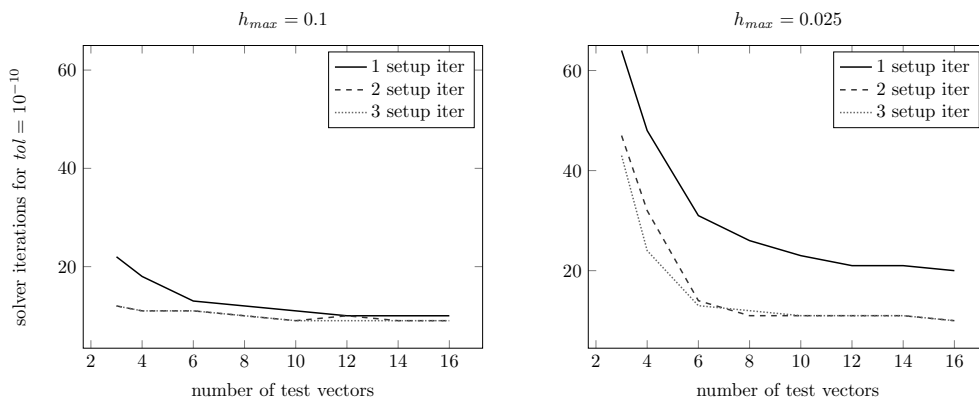 h_max = 0.1
solver iterations for tol = 10^−10
60
40
20
1 setup iter
2 setup iter
3 setup iter
2 4 6 8 10 12 14 16
number of test vectors
h_max = 0.025
60
40
20
1 setup iter
2 setup iter
3 setup iter
2 4 6 8 10 12 14 16
number of test vectors